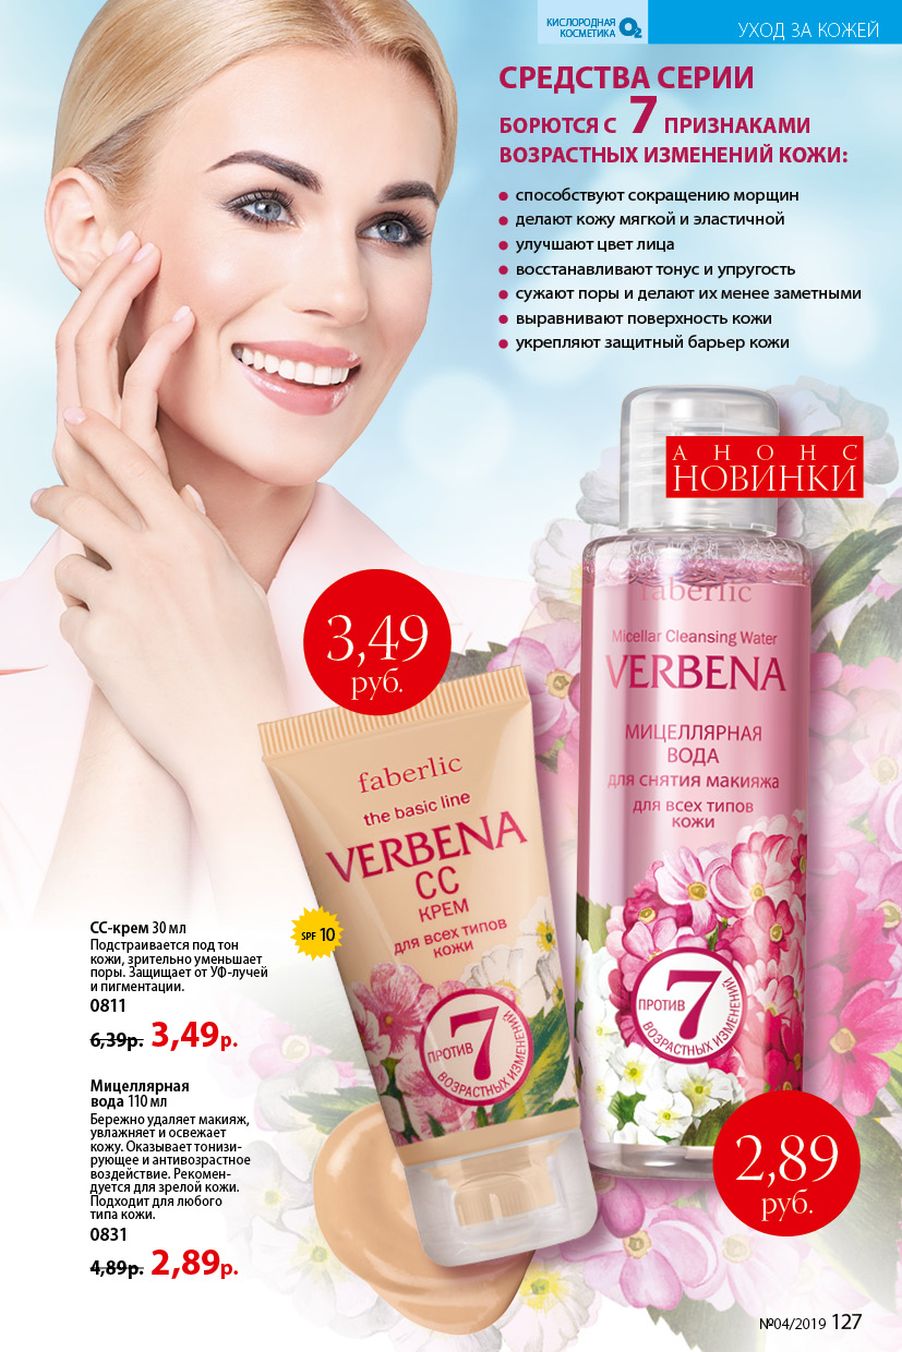 КИСЛОРОДНАЯ
КОСМЕТИКА O2
УХОД ЗА КОЖЕЙ
СРЕДСТВА СЕРИИ
БОРЮТСЯ С 7 ПРИЗНАКАМИ
ВОЗРАСТНЫХ ИЗМЕНЕНИЙ КОЖИ:
• способствуют сокращению морщин
• делают кожу мягкой и эластичной
• улучшают цвет лица
• восстанавливают тонус и упругость
• сужают поры и делают их менее заметными
• выравнивают поверхность кожи
• укрепляют защитный барьер кожи
АНОНС
НОВИНКИ
faberlic
Micellar Cleansing Water
VERBENA
МИЦЕЛЛЯРНАЯ
ВОДА
для снятия макияжа
для всех типов
кожи
ПРОТИВ
7
ВОЗРАСТНЫХ ИЗМЕНЕНИЙ
2,89
руб.
3,49
руб.
faberlic
the basic line
VERBENA
CC
КРЕМ
для всех типов
кожи
ПРОТИВ
7
ВОЗРАСТНЫХ ИЗМЕНЕНИЙ
SPF 10
СС-крем 30 мл
Подстраивается под тон
кожи, зрительно уменьшает
поры. Защищает от УФ-лучей
и пигментации.
0811
6,39р. 3,49р.
Мицеллярная
вода 110 мл
Бережно удаляет макияж,
увлажняет и освежает
кожу. Оказывает тонизи-
рующее и антивозрастное
воздействие. Рекомен-
дуется для зрелой кожи.
Подходит для любого
типа кожи.
0831
4,89р. 2,89р.
№04/2019 127